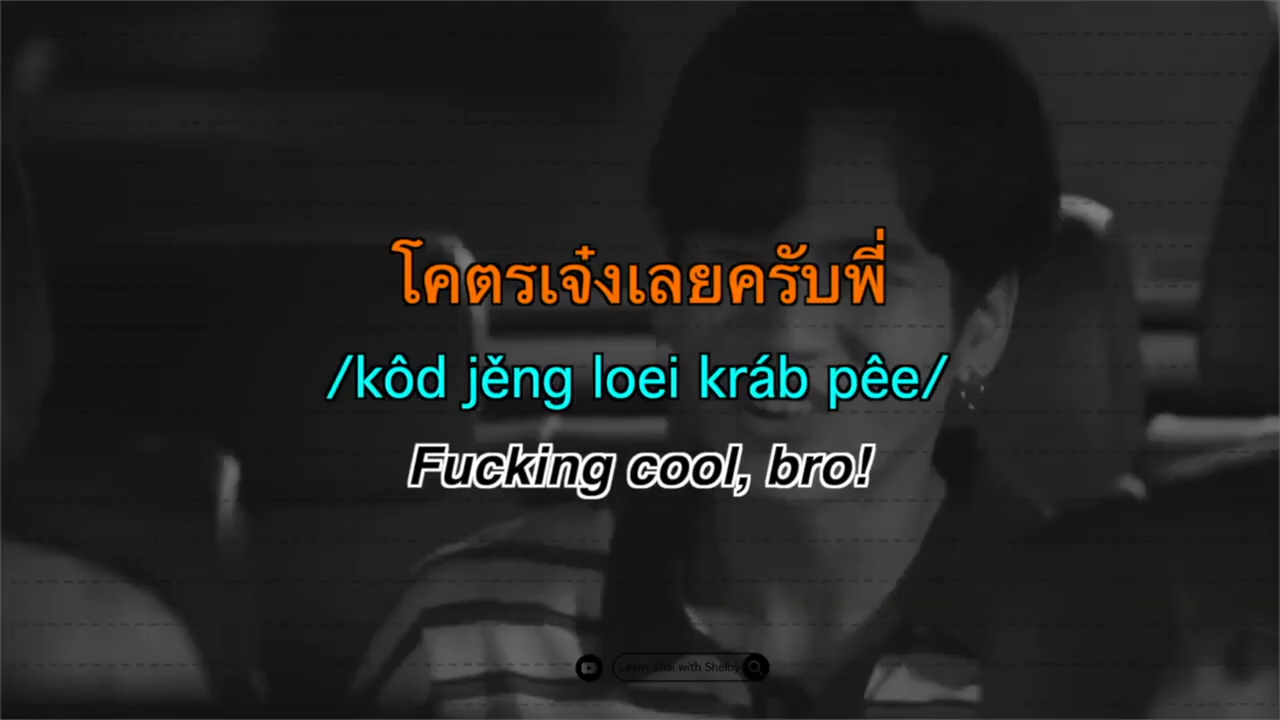 โคตรเจ๋งเลยครับพี่
/kôd jěng loei kráb pêe/
Fucking cool, bro!
Learn Thai with Shelby